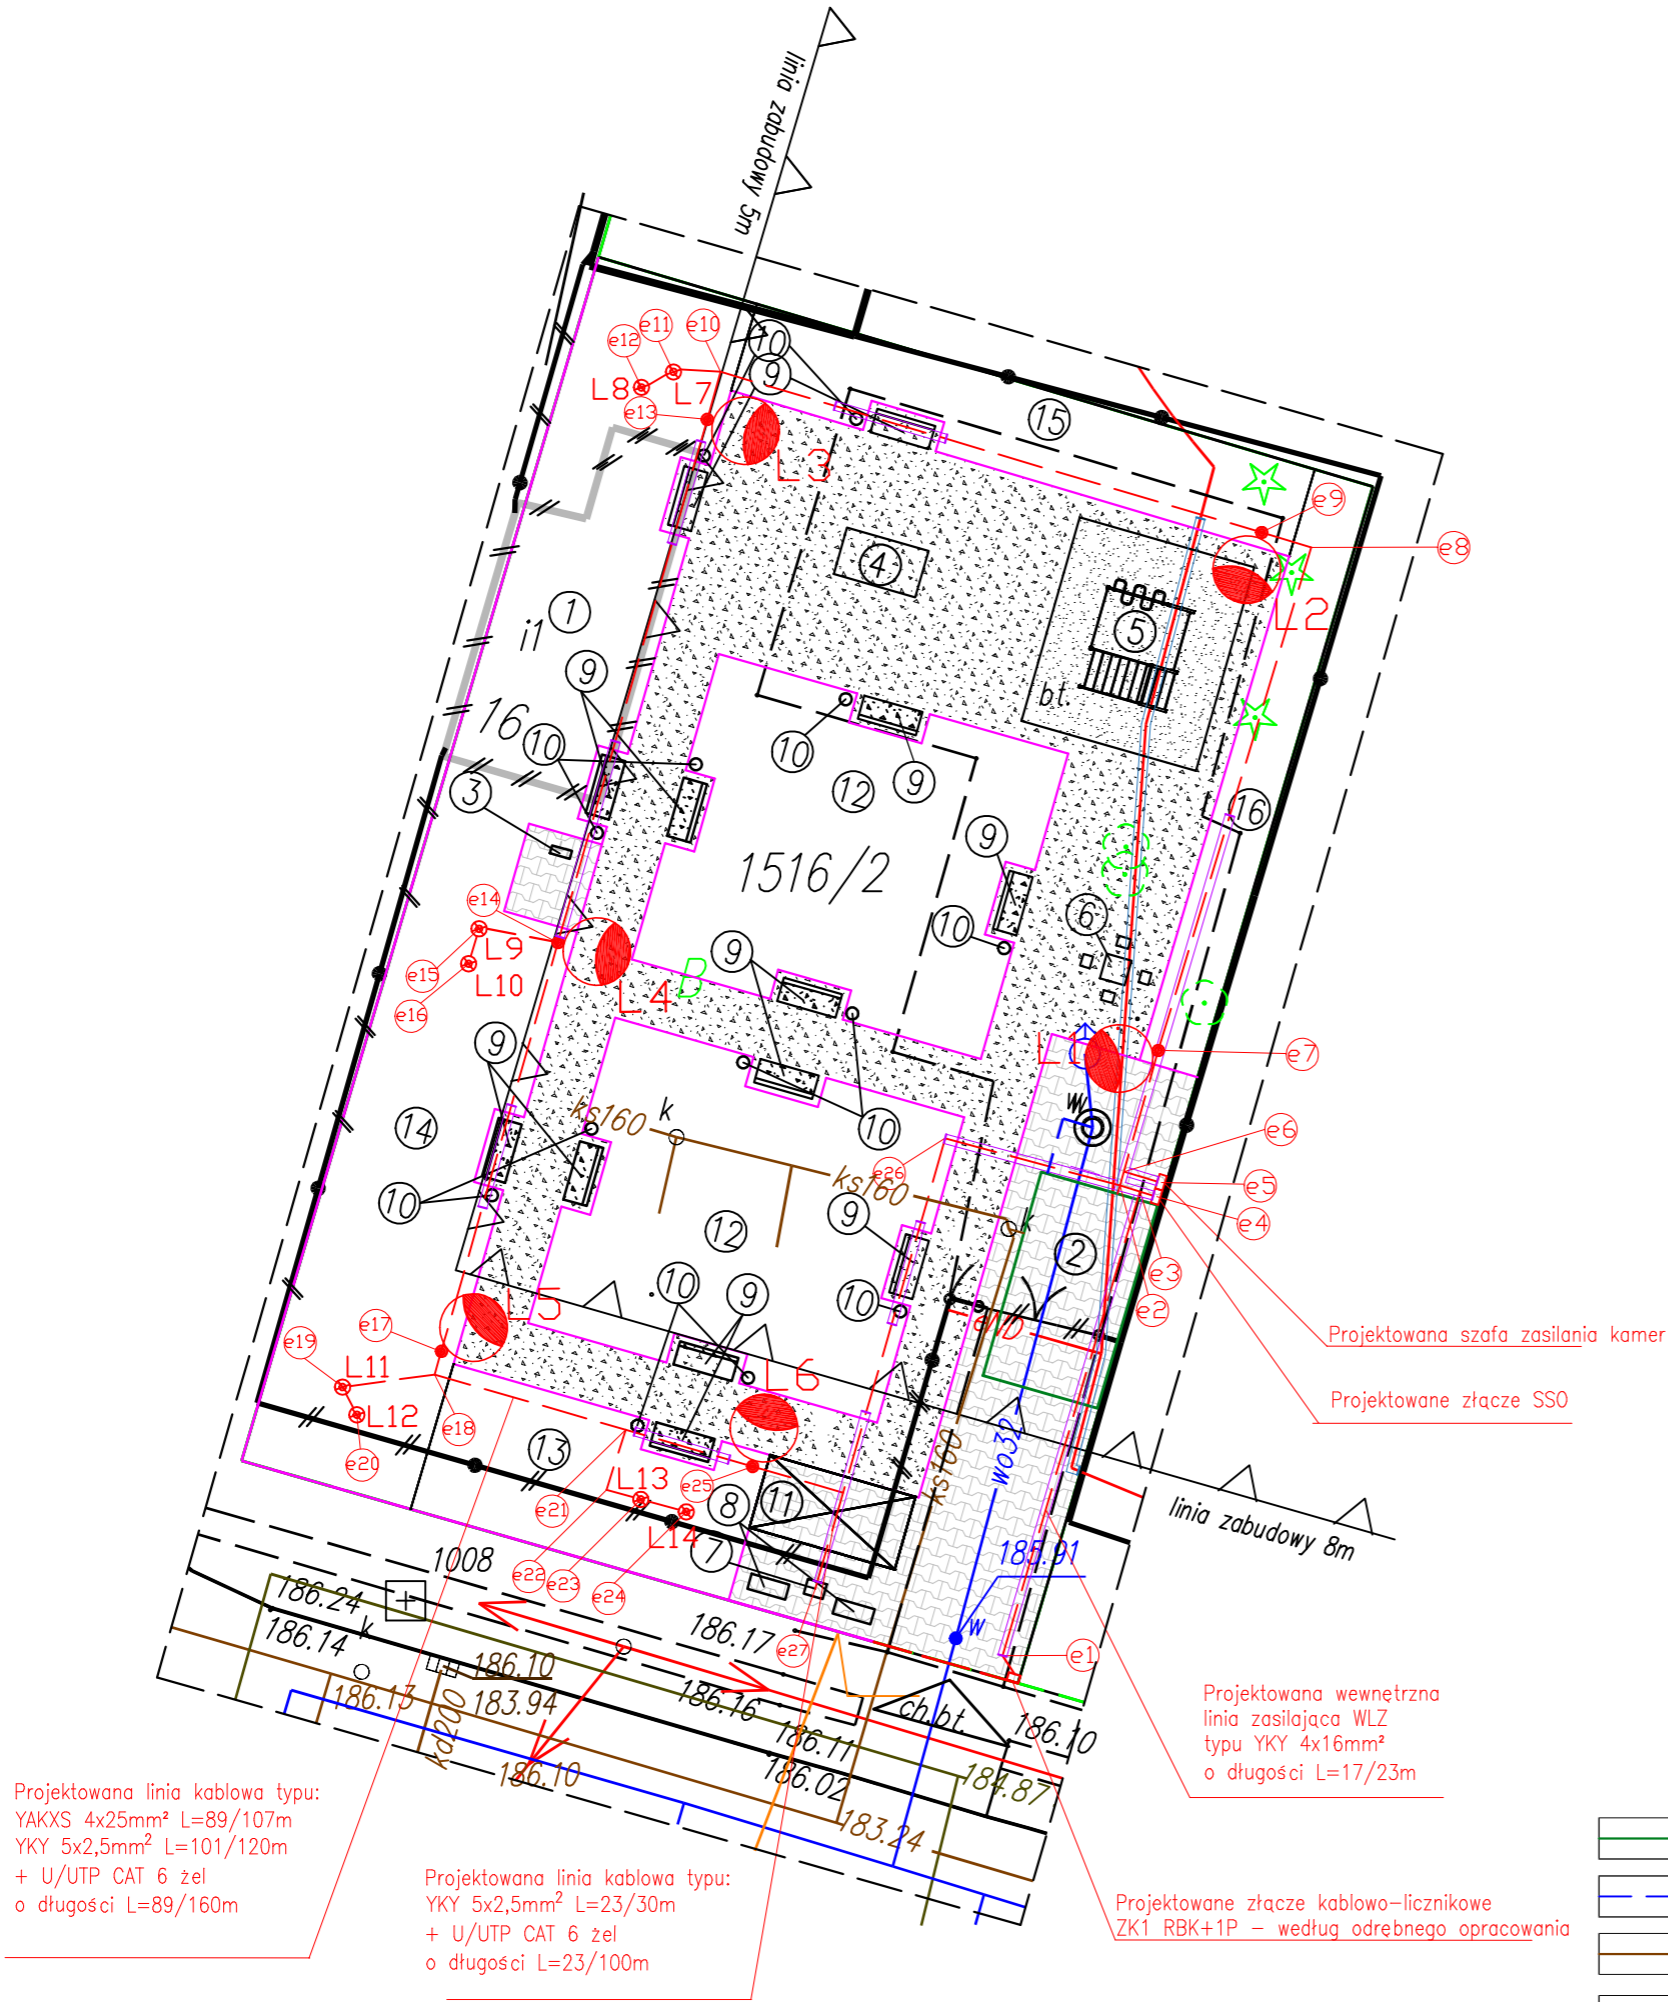 linia zabudowy 5m
e12
e11
e10
10
L8
L7
9
e13
15
L3
e9
e8
4
L2
1
i1
5
9
bt.
16
10
10
12
9
16
3
9
1516/2
e14
6
L9
9
10
e15
L10
L4
B
e16
L1
e7
9
w
ks160
k
14
10
e6
e26
ks160
e5
10
9
k
e4
12
2
10
9
e3
L5
10
eND
e2
e17
Projektowana szafa zasilania kamer
e19
L11
L6
Projektowane złącze SSO
L12
e18
13
wo32
ks160
e20
L13
e25
11
e21
8
linia zabudowy 8m
L14
7
185.91
1008
e22
e23
e24
186.24
k
186.14
186.17
e27
w
e1
186.10
186.13
183.94
kd200
186.16
ch.bt.
186.10
186.11
186.10
186.02
184.87
183.24
Projektowana wewnętrzna
linia zasilająca WLZ
typu YKY 4x16mm²
o długości L=17/23m
Projektowana linia kablowa typu:
YAKXS 4x25mm² L=89/107m
YKY 5x2,5mm² L=101/120m
+ U/UTP CAT 6 żel
o długości L=89/160m
Projektowana linia kablowa typu:
YKY 5x2,5mm² L=23/30m
+ U/UTP CAT 6 żel
o długości L=23/100m
Projektowane złącze kablowo-licznikowe
ZK1 RBK+1P – według odrębnego opracowania